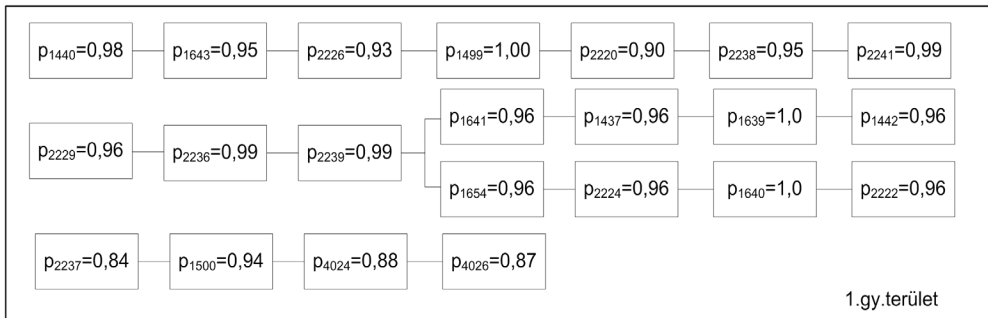 p1440=0,98 p1643=0,95 p2226=0,93 p1499=1,00 p2220=0,90 p2238=0,95 p2241=0,99
p1641=0,96 p1437=0,96 p1639=1,0 p1442=0,96
p2229=0,96 p2236=0,99 p2239=0,99
p1654=0,96 p2224=0,96 p1640=1,0 p2222=0,96
p2237=0,84 p1500=0,94 p4024=0,88 p4026=0,87
1.gy.terület